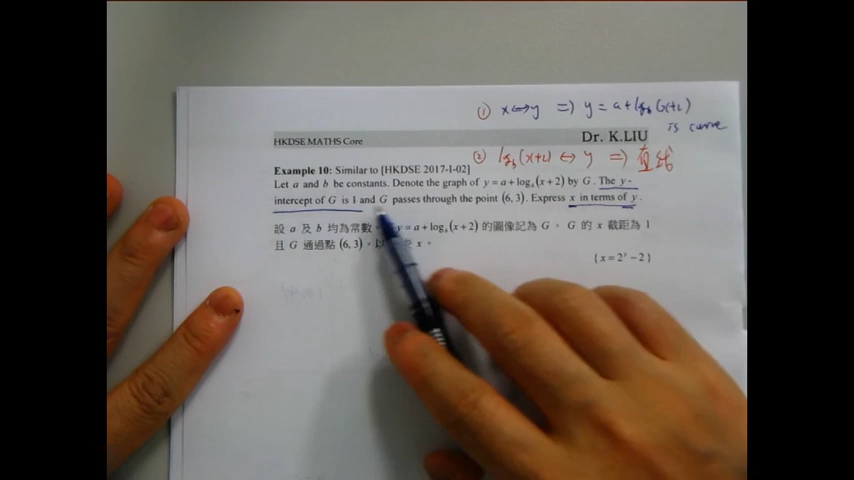 ① x⇔y ⇒ y = a + log_b(x+2)
is curve
HKDSE MATHS Core Dr. K.LIU
② log_b(x+2) ↔ y ⇒ 直線
Example 10: Similar to [HKDSE 2017-I-02]
Let a and b be constants. Denote the graph of y = a + log_b(x+2) by G. The y-
intercept of G is 1 and G passes through the point (6, 3). Express x in terms of y.
設 a 及 b 均為常數 y = a + log_b(x+2) 的圖像記為 G。G 的 x 截距為 1
且 G 通過點 (6, 3)。以 x。
{x = 2^y − 2}